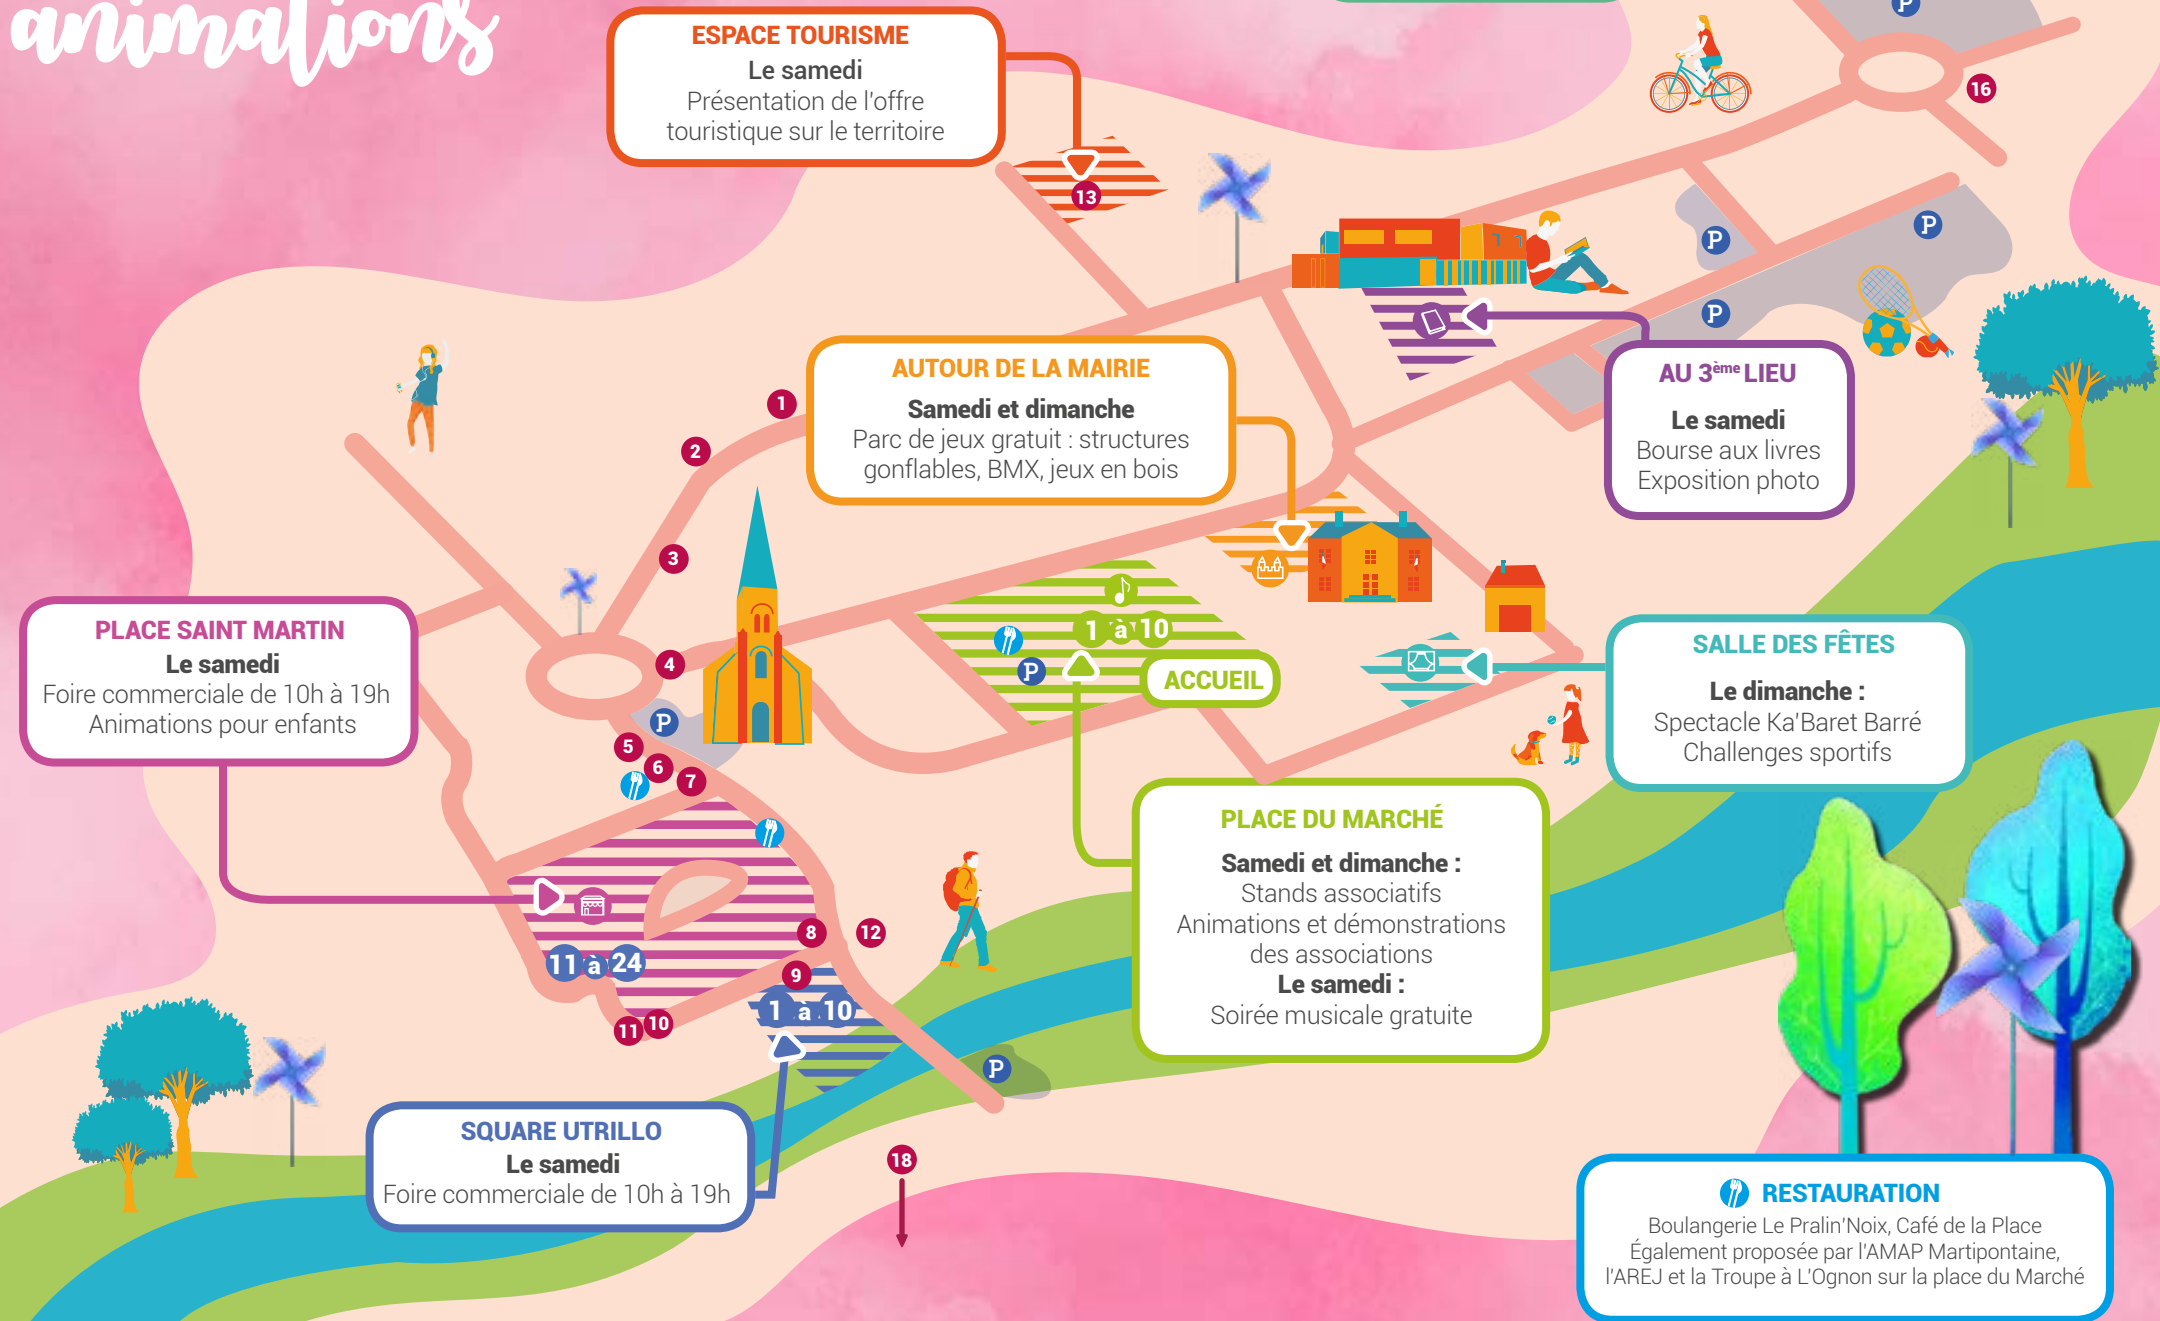 animations
ESPACE TOURISME
Le samedi
Présentation de l'offre
touristique sur le territoire
P
16
13
P
P
P
AUTOUR DE LA MAIRIE
Samedi et dimanche
Parc de jeux gratuit : structures
gonflables, BMX, jeux en bois
AU 3ème LIEU
Le samedi
Bourse aux livres
Exposition photo
1
2
3
4
PLACE SAINT MARTIN
Le samedi
Foire commerciale de 10h à 19h
Animations pour enfants
1 à 10
P
ACCUEIL
SALLE DES FÊTES
Le dimanche :
Spectacle Ka'Baret Barré
Challenges sportifs
P
5
6
7
PLACE DU MARCHÉ
Samedi et dimanche :
Stands associatifs
Animations et démonstrations
des associations
Le samedi :
Soirée musicale gratuite
8
12
11 à 24
9
1 à 10
11
10
P
SQUARE UTRILLO
Le samedi
Foire commerciale de 10h à 19h
18
RESTAURATION
Boulangerie Le Pralin'Noix, Café de la Place
Également proposée par l'AMAP Martipontaine,
l'AREJ et la Troupe à L'Ognon sur la place du Marché